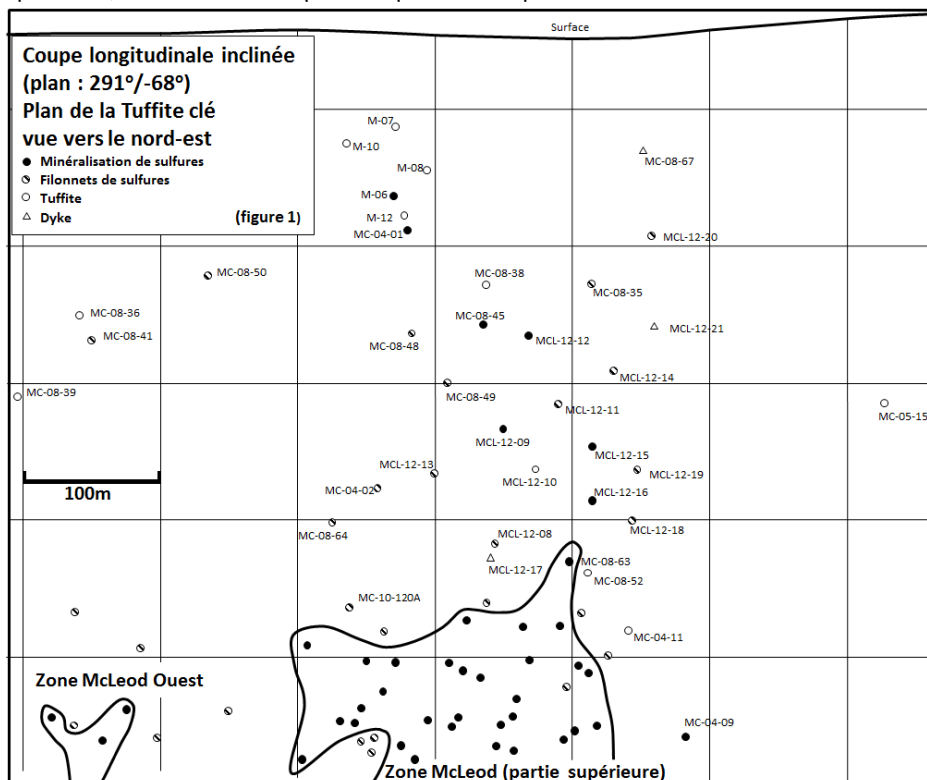 Surface
Coupe longitudinale inclinée
(plan : 291°/-68°)
Plan de la Tuffite clé
vue vers le nord-est
Minéralisation de sulfures
Filonnets de sulfures
Tuffite
Dyke
(figure 1)
M-07
M-10
M-08
MC-08-67
M-06
M-12
MC-04-01
MCL-12-20
MC-08-50
MC-08-38
MC-08-35
MC-08-36
MC-08-45
MC-08-41
MC-08-48
MCL-12-12
MCL-12-21
MCL-12-14
MC-08-39
MC-08-49
MCL-12-11
MC-05-15
MCL-12-09
MCL-12-15
MCL-12-13
MCL-12-10
MCL-12-19
100m
MC-04-02
MCL-12-16
MC-08-64
MCL-12-18
MCL-12-08
MCL-12-17
MC-08-63
MC-08-52
MC-10-120A
MC-04-11
Zone McLeod Ouest
MC-04-09
Zone McLeod (partie supérieure)